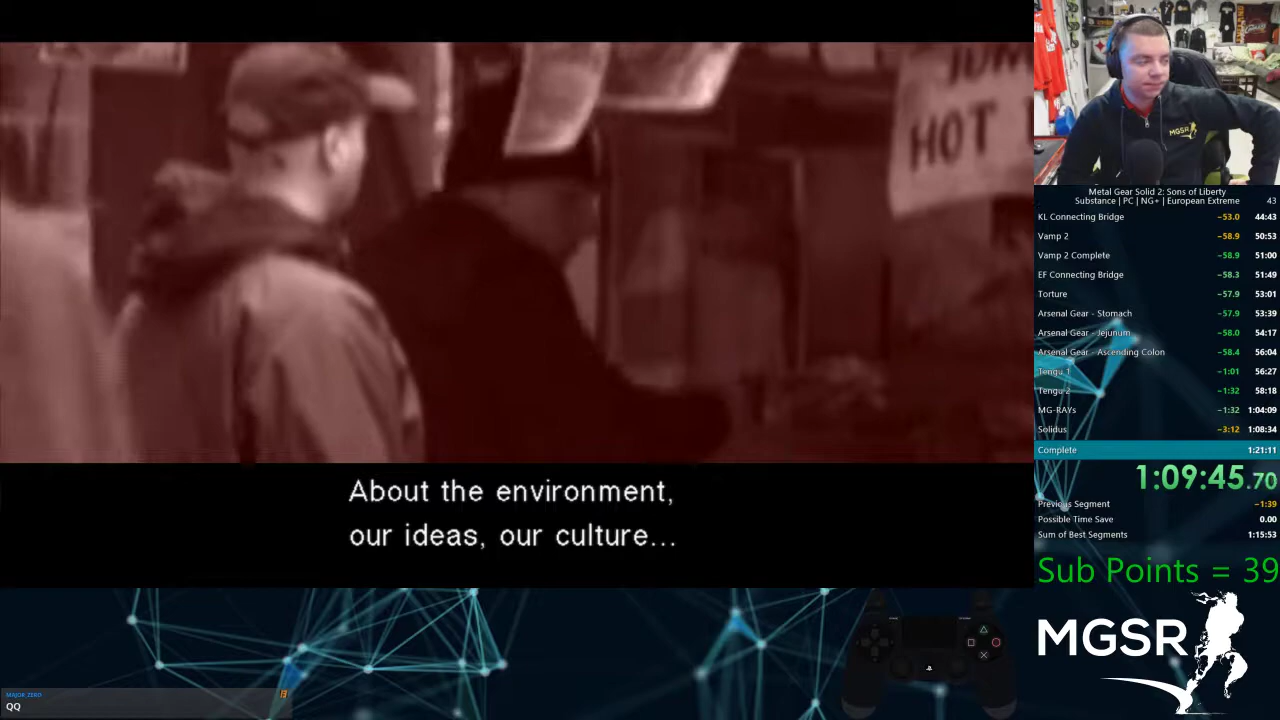 HOT
About the environment,
our ideas, our culture...
MGSR
Metal Gear Solid 2: Sons of Liberty
Substance | PC | NG+ | European Extreme 43
KL Connecting Bridge -53.0 44:43
Vamp 2 -58.9 50:53
Vamp 2 Complete -58.9 51:00
EF Connecting Bridge -58.3 51:49
Torture -57.9 53:01
Arsenal Gear - Stomach -57.9 53:39
Arsenal Gear - Jejunum -58.0 54:17
Arsenal Gear - Ascending Colon -58.4 56:04
Tengu 1 -1:01 56:27
Tengu 2 -1:32 58:18
MG-RAYs -1:32 1:04:09
Solidus -3:12 1:08:34
Complete 1:21:11
1:09:45.70
Previous Segment -1:39
Possible Time Save 0.00
Sum of Best Segments 1:15:53
Sub Points = 39
MGSR
MAJOR ZERO
QQ